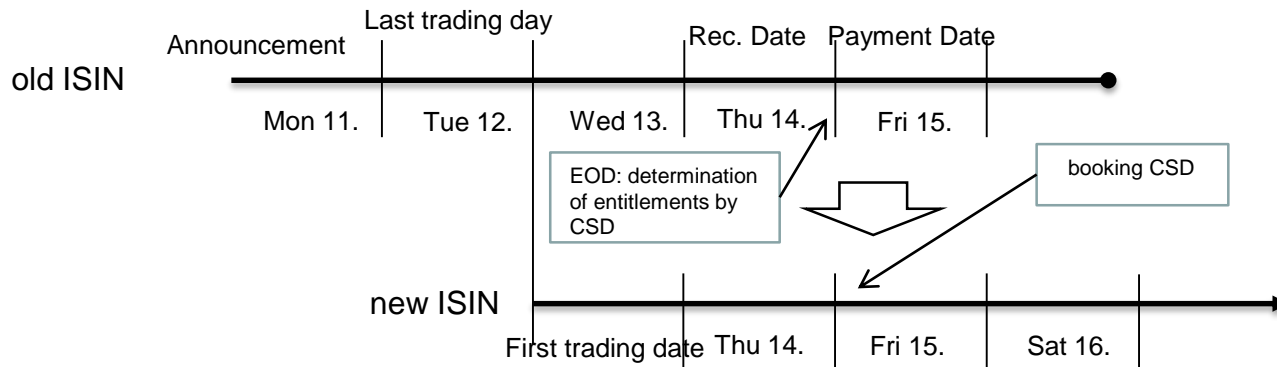 Last trading day
Announcement
Rec. Date
Payment Date
old ISIN
Mon 11.
Tue 12.
Wed 13.
Thu 14.
Fri 15.
EOD: determination
of entitlements by
CSD
booking CSD
new ISIN
First trading date
Thu 14.
Fri 15.
Sat 16.